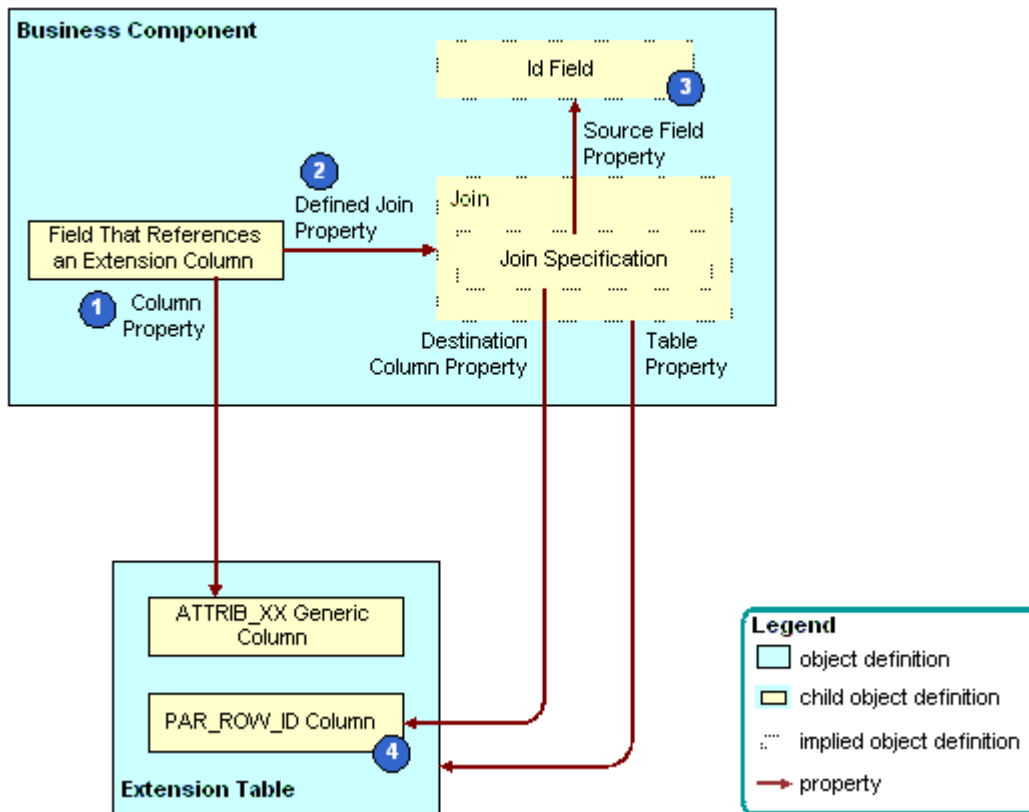 Business Component
Id Field
3
Source Field
Property
2
Defined Join
Property
Join
Join Specification
Field That References
an Extension Column
1
Column
Property
Destination
Column Property
Table
Property
ATTRIB_XX Generic
Column
PAR_ROW_ID Column
4
Extension Table
Legend
object definition
child object definition
implied object definition
property